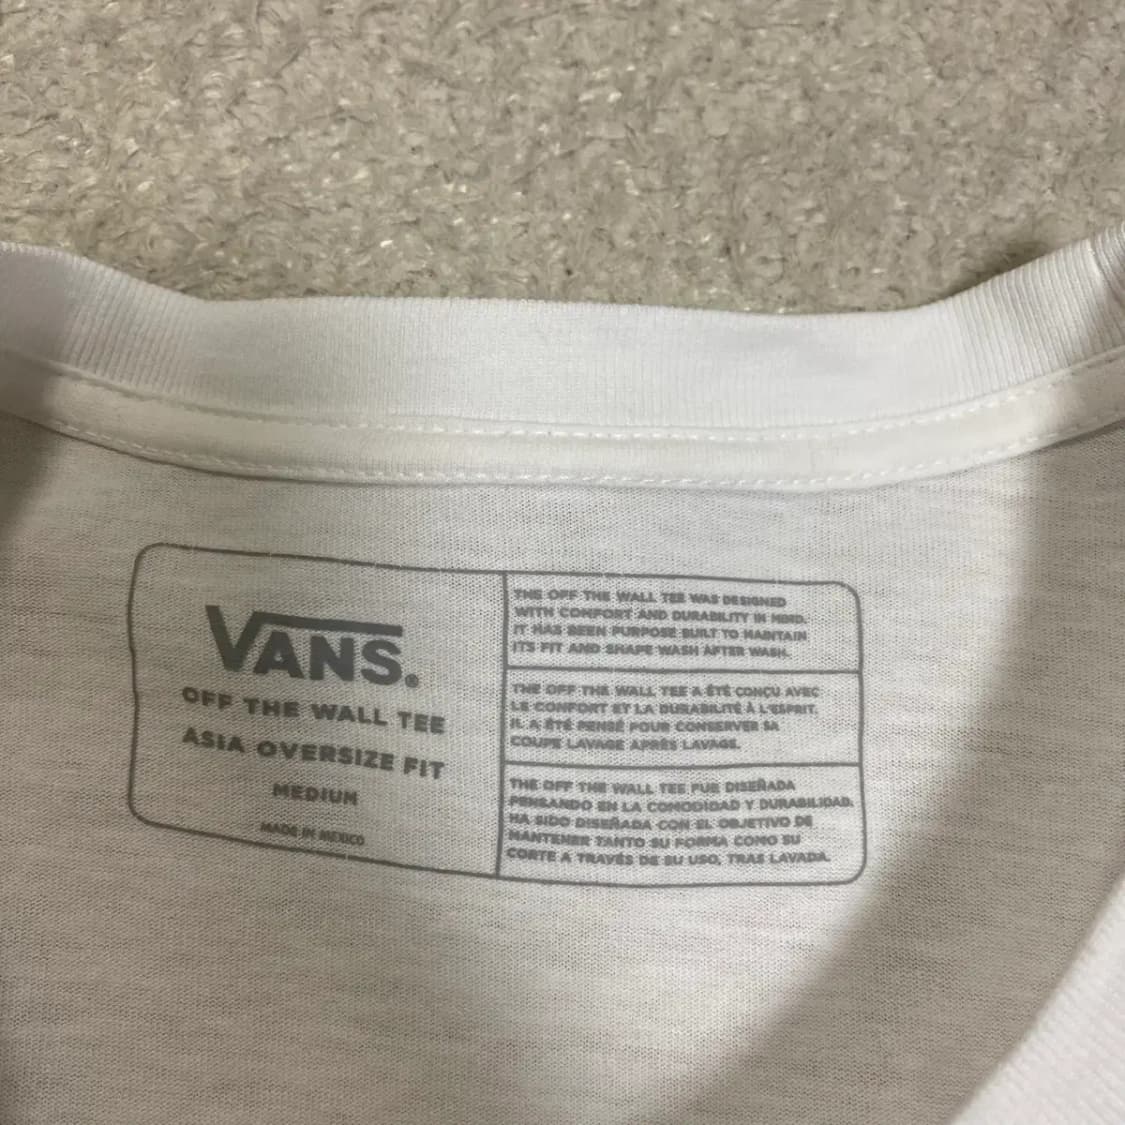 VANS.
OFF THE WALL TEE
ASIA OVERSIZE FIT
MEDIUM
MADE IN MEXICO
THE OFF THE WALL TEE WAS DESIGNED
WITH COMFORT AND DURABILITY IN MIND.
IT HAS BEEN PURPOSE BUILT TO MAINTAIN
ITS FIT AND SHAPE WASH AFTER WASH.
THE OFF THE WALL TEE A ÉTÉ CONÇU AVEC
LE CONFORT ET LA DURABILITÉ À L'ESPRIT.
IL A ÉTÉ PENSÉ POUR CONSERVER SA
COUPE LAVAGE APRÈS LAVAGE.
THE OFF THE WALL TEE FUE DISEÑADA
PENSANDO EN LA COMODIDAD Y DURABILIDAD.
HA SIDO DISEÑADA CON EL OBJETIVO DE
MANTENER TANTO SU FORMA COMO SU
CORTE A TRAVÉS DE SU USO, TRAS LAVADA.